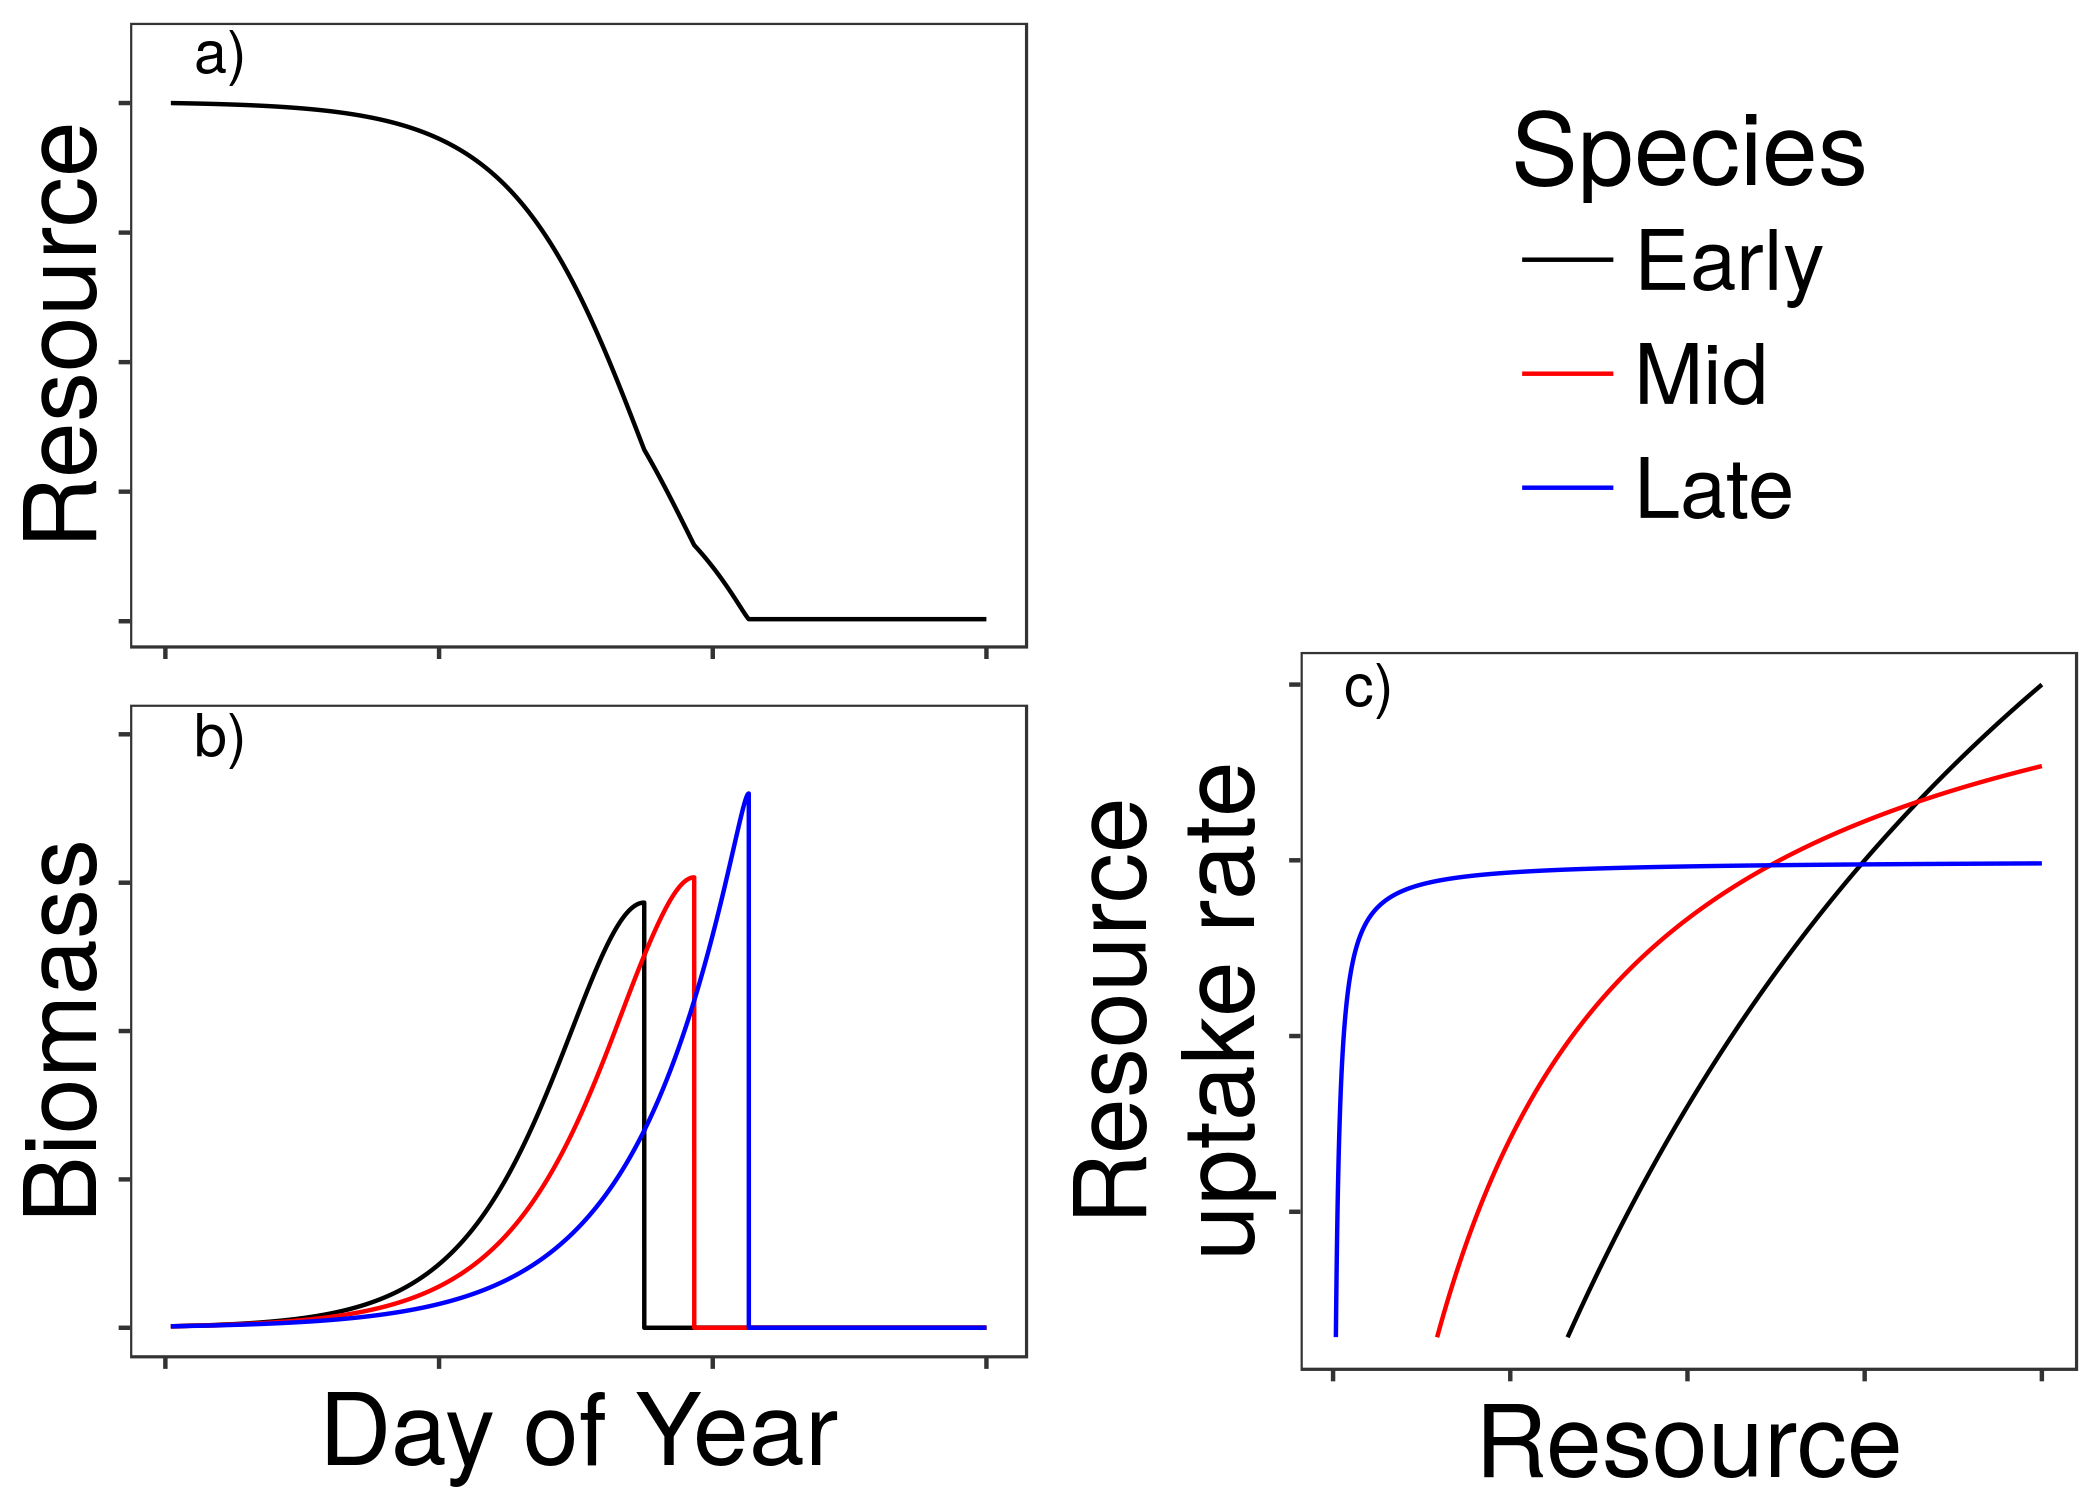 a)
Resource
Species
Early
Mid
Late
b)
Biomass
Day of Year
c)
Resource
uptake rate
Resource